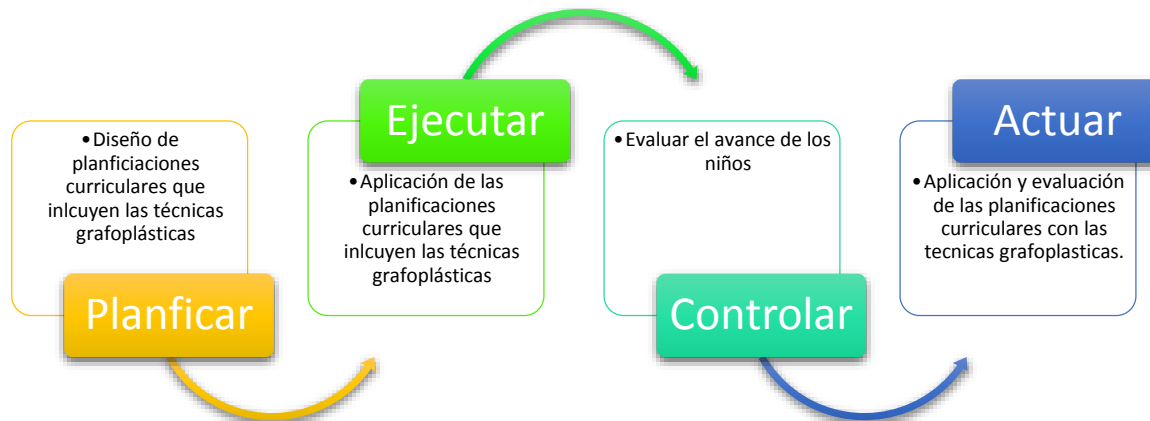 • Diseño de
planficiaciones
curriculares que
inlcuyen las técnicas
grafoplásticas
Planficar
Ejecutar
• Aplicación de las
planificaciones
curriculares que
inlcuyen las técnicas
grafoplásticas
• Evaluar el avance de los
niños
Controlar
Actuar
• Aplicación y evaluación
de las planificaciones
curriculares con las
tecnicas grafoplasticas.